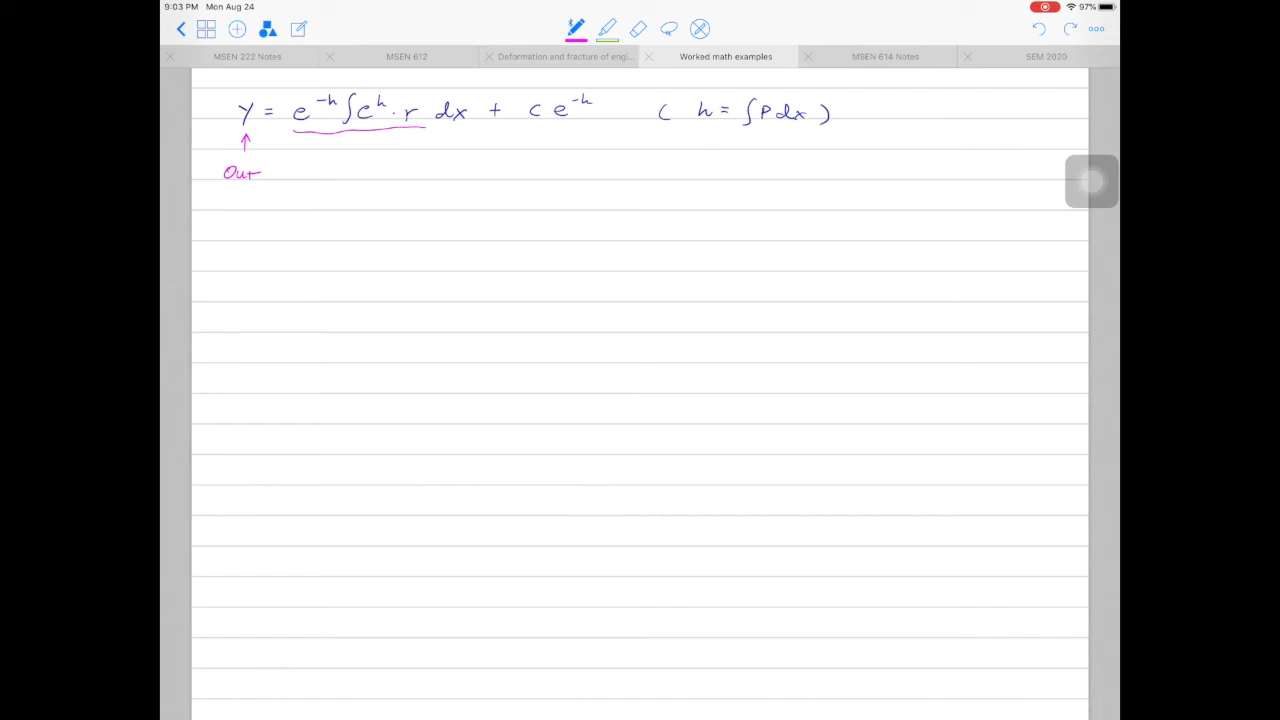 9:03 PM Mon Aug 24 97%
MSEN 222 Notes MSEN 612 Deformation and fracture of engi... Worked math examples MSEN 614 Notes SEM 2020
y = e^{-h} ∫ e^{h} · r dx + c e^{-h} ( h = ∫ P dx )
Out